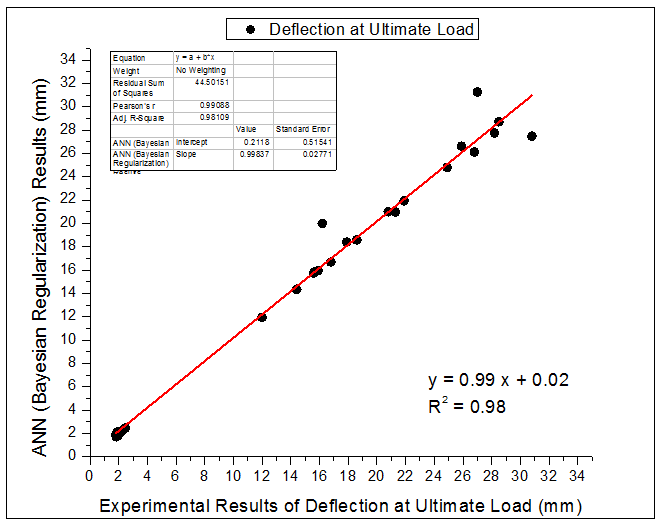 Deflection at Ultimate Load
Equation y = a + b*x
Weight No Weighting
Residual Sum of Squares 44.50151
Pearson's r 0.99088
Adj. R-Square 0.98109
Value Standard Error
ANN (Bayesian Intercept 0.2118 0.51541
ANN (Bayesian Regularization) Slope 0.99837 0.02771
ANN (Bayesian Regularization) Results (mm)
34
32
30
28
26
24
22
20
18
16
14
12
10
8
6
4
2
0
y = 0.99 x + 0.02
R² = 0.98
0 2 4 6 8 10 12 14 16 18 20 22 24 26 28 30 32 34
Experimental Results of Deflection at Ultimate Load (mm)